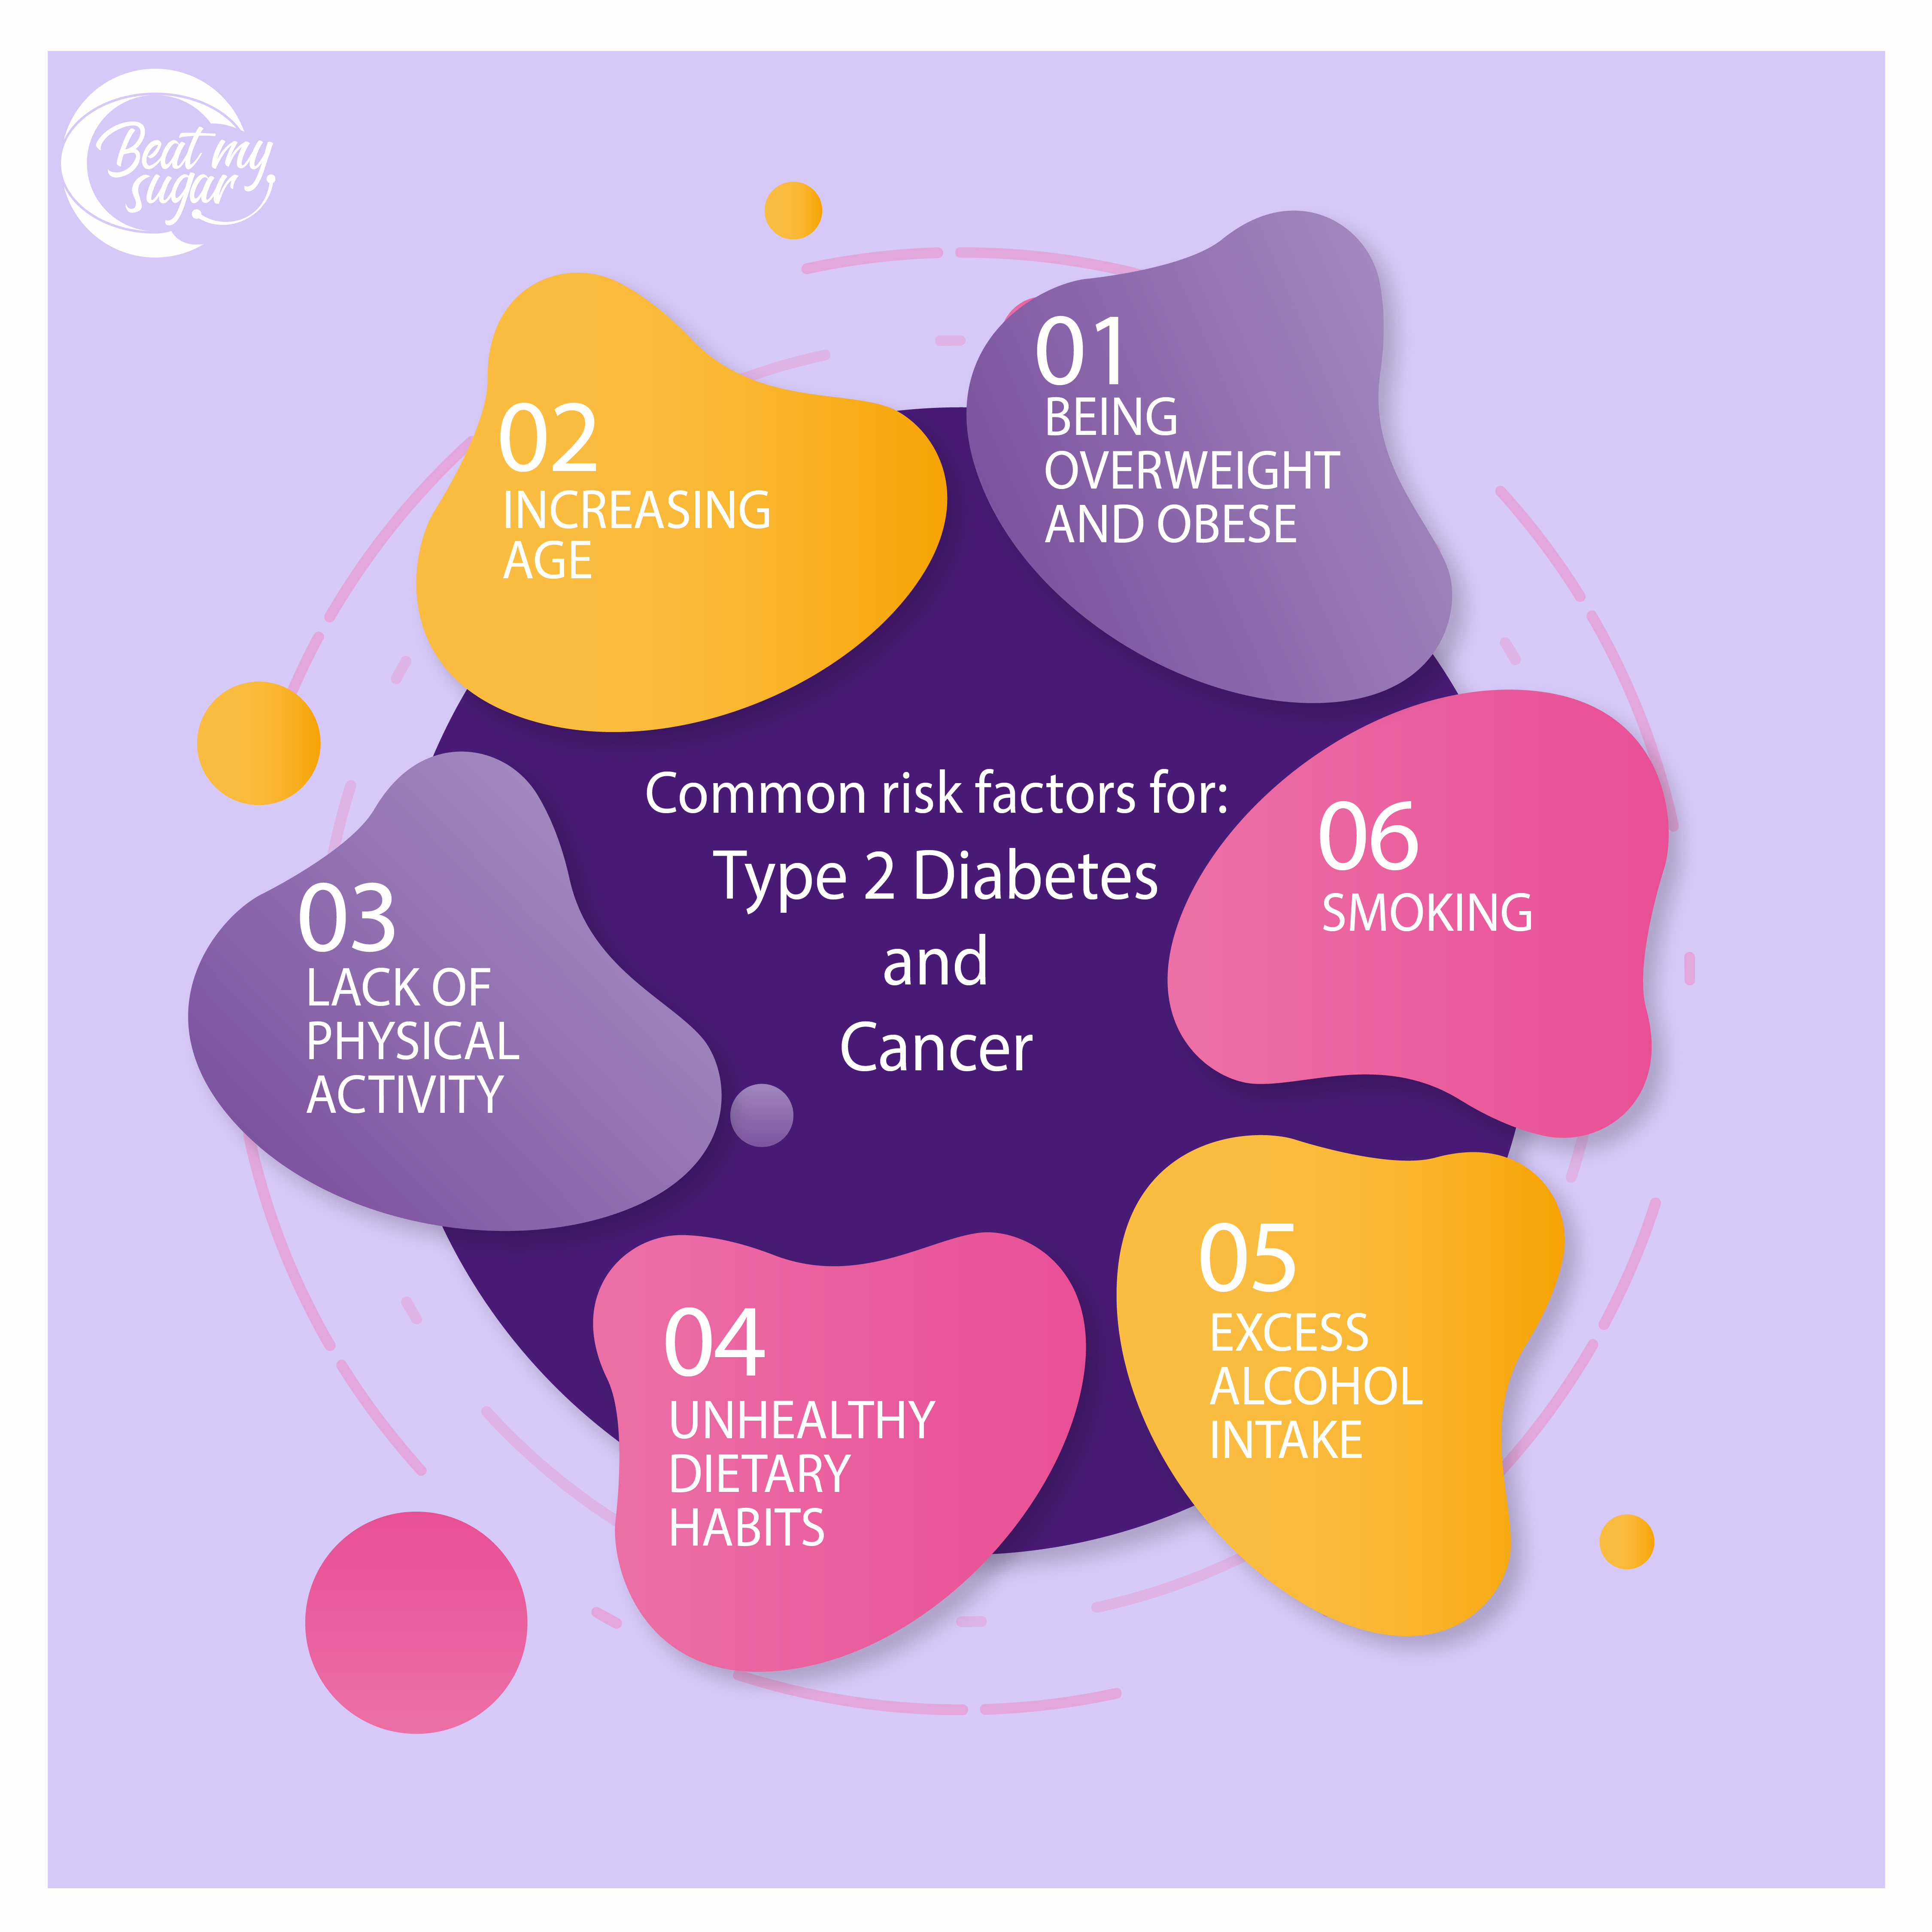 Beat my
sugar
Common risk factors for:
Type 2 Diabetes
and
Cancer
01
BEING
OVERWEIGHT
AND OBESE
02
INCREASING
AGE
03
LACK OF
PHYSICAL
ACTIVITY
04
UNHEALTHY
DIETARY
HABITS
05
EXCESS
ALCOHOL
INTAKE
06
SMOKING